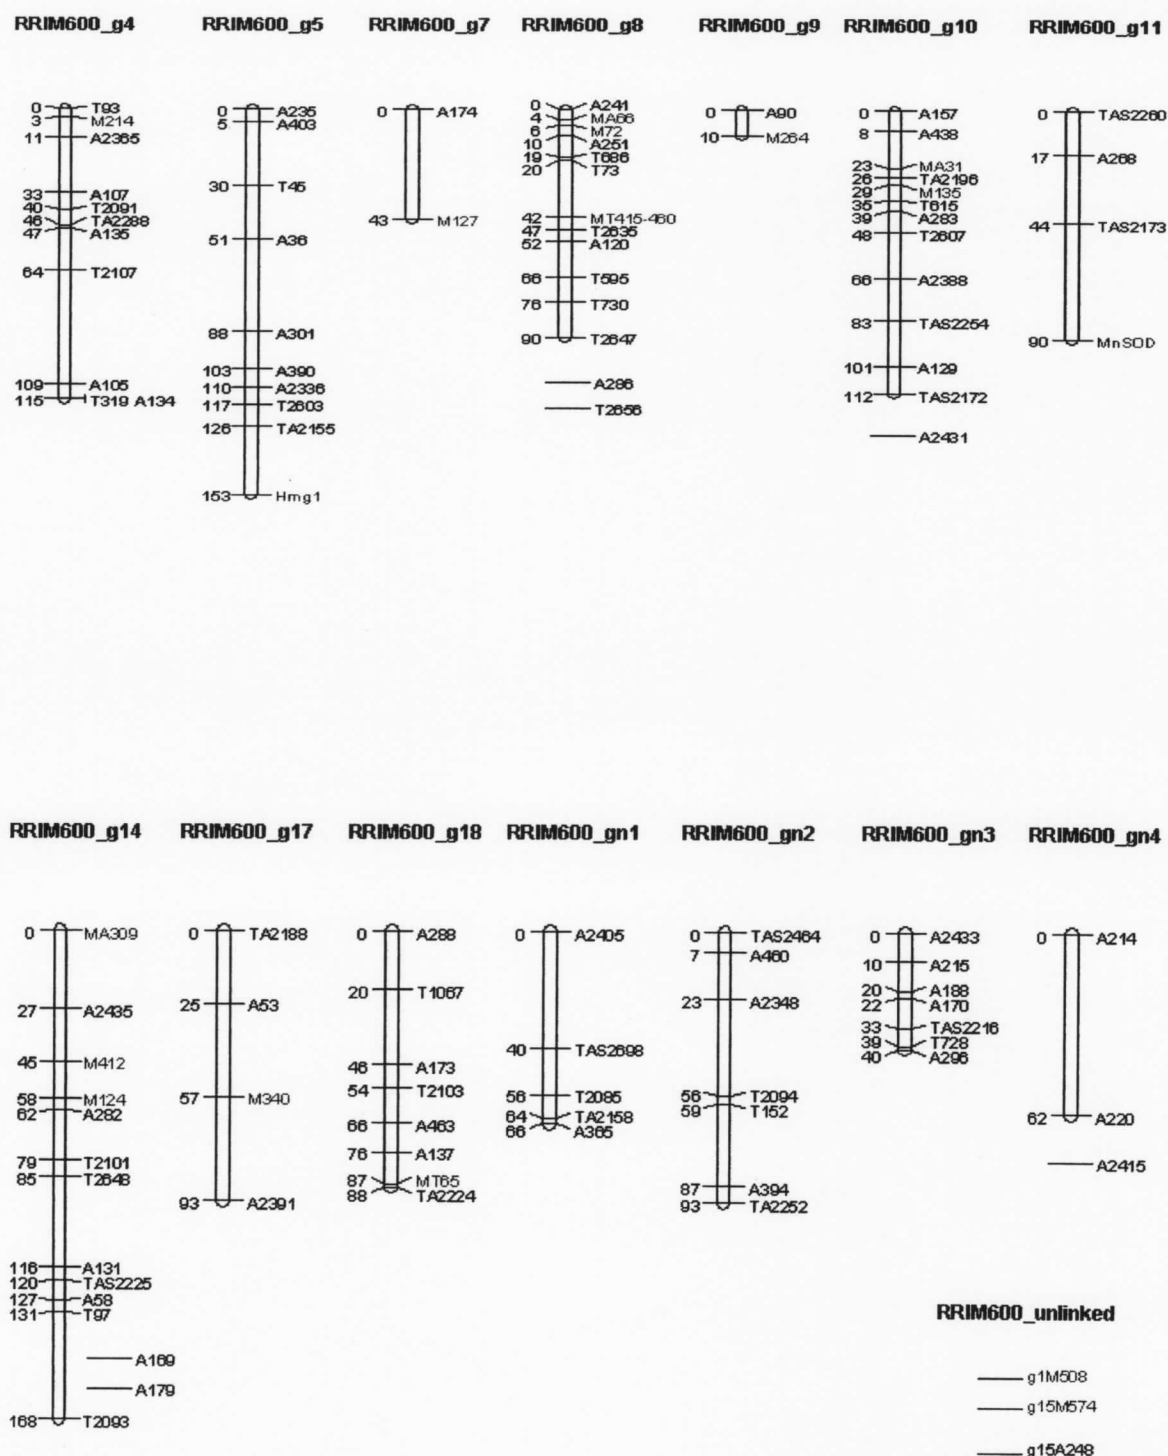 RRIM600_g4 RRIM600_g5 RRIM600_g7 RRIM600_g8 RRIM600_g9 RRIM600_g10 RRIM600_g11
0 T93
3 M214
11 A2365
33 A107
40 T2091
46 TA2288
47 A135
64 T2107
109 A105
115 T319 A134
0 A235
5 A403
30 T45
51 A36
88 A301
103 A390
110 A2336
117 T2603
126 TA2155
153 Hmg1
0 A174
43 M127
0 A241
4 MA66
6 M72
10 A251
19 T686
20 T73
42 MT415-460
47 T2635
52 A120
66 T595
76 T730
90 T2647
A286
T2656
0 A90
10 M264
0 A157
8 A438
23 MA31
26 TA2196
29 M135
35 T615
39 A283
48 T2607
66 A2388
83 TAS2254
101 A129
112 TAS2172
A2431
0 TAS2260
17 A268
44 TAS2173
90 MnSOD
RRIM600_g14 RRIM600_g17 RRIM600_g18 RRIM600_gn1 RRIM600_gn2 RRIM600_gn3 RRIM600_gn4
0 MA309
27 A2435
45 M412
58 M124
62 A282
79 T2101
85 T2648
116 A131
120 TAS2225
127 A58
131 T97
A169
A179
168 T2093
0 TA2188
25 A53
57 M340
93 A2391
0 A288
20 T1067
46 A173
54 T2103
66 A463
76 A137
87 MT65
88 TA2224
0 A2405
40 TAS2698
56 T2085
64 TA2158
66 A365
0 TAS2464
7 A460
23 A2348
56 T2094
59 T152
87 A394
93 TA2252
0 A2433
10 A215
20 A188
22 A170
33 TAS2216
39 T728
40 A296
0 A214
62 A220
A2415
RRIM600_unlinked
g1M508
g15M574
g15A248